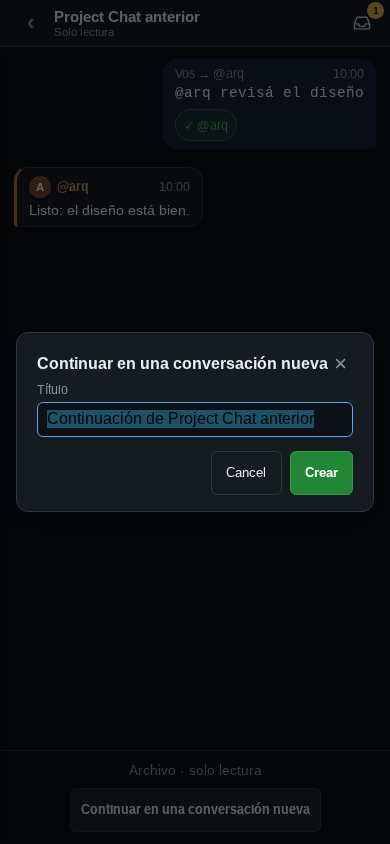 Project Chat anterior
Solo lectura
1
Vos → @arq 10:00
@arq revisá el diseño
✓ @arq
A @arq 10:00
Listo: el diseño está bien.
Continuar en una conversación nueva ✕
Título
Continuación de Project Chat anterior
Cancel Crear
Archivo · solo lectura
Continuar en una conversación nueva